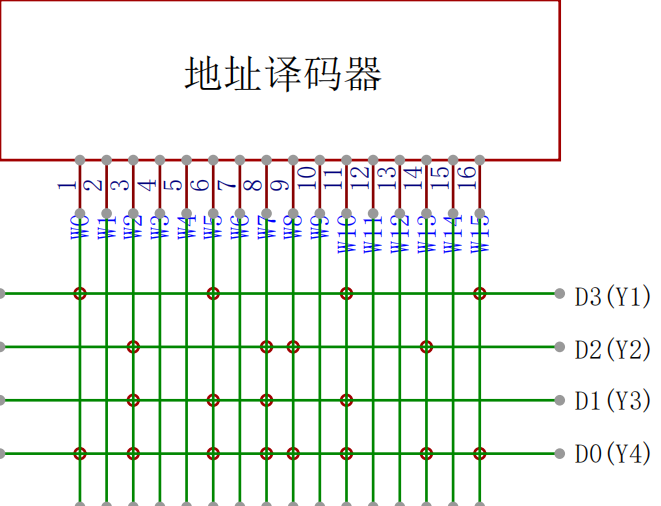 地址译码器
1 2 3 4 5 6 7 8 9 10 11 12 13 14 15 16
W0 W1 W2 W3 W4 W5 W6 W7 W8 W9 W10 W11 W12 W13 W14 W15
D3(Y1)
D2(Y2)
D1(Y3)
D0(Y4)